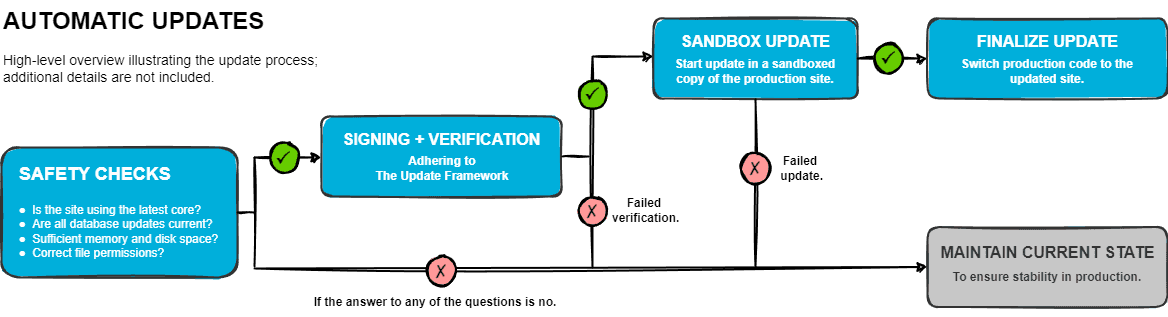 AUTOMATIC UPDATES
High-level overview illustrating the update process;
additional details are not included.
SAFETY CHECKS
● Is the site using the latest core?
● Are all database updates current?
● Sufficient memory and disk space?
● Correct file permissions?
SIGNING + VERIFICATION
Adhering to
The Update Framework
SANDBOX UPDATE
Start update in a sandboxed
copy of the production site.
FINALIZE UPDATE
Switch production code to the
updated site.
Failed
update.
Failed
verification.
MAINTAIN CURRENT STATE
To ensure stability in production.
If the answer to any of the questions is no.